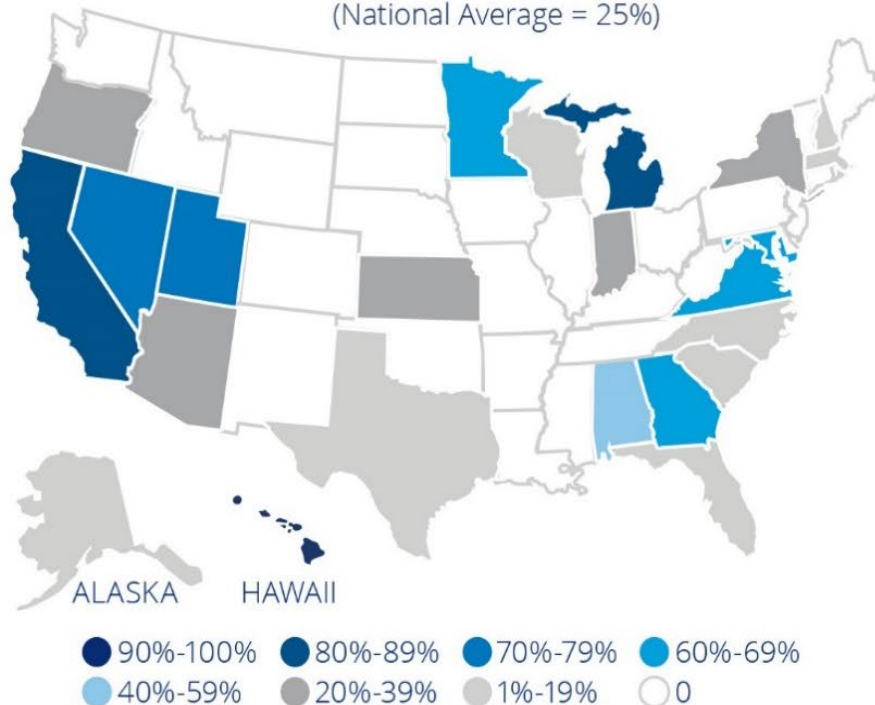 (National Average = 25%)
ALASKA HAWAII
90%-100% 80%-89% 70%-79% 60%-69%
40%-59% 20%-39% 1%-19% 0